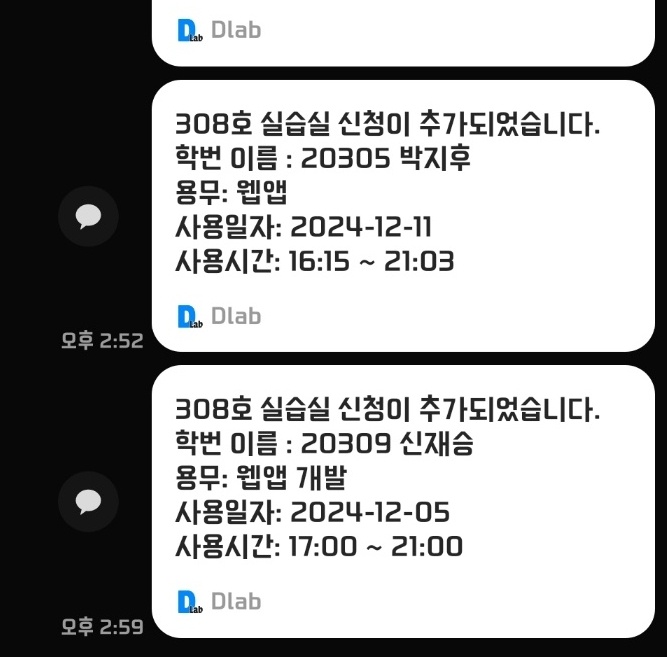 Dlab
308호 실습실 신청이 추가되었습니다.
학번 이름 : 20305 박지후
용무: 웹앱
사용일자: 2024-12-11
사용시간: 16:15 ~ 21:03
Dlab
오후 2:52
308호 실습실 신청이 추가되었습니다.
학번 이름 : 20309 신재승
용무: 웹앱 개발
사용일자: 2024-12-05
사용시간: 17:00 ~ 21:00
Dlab
오후 2:59